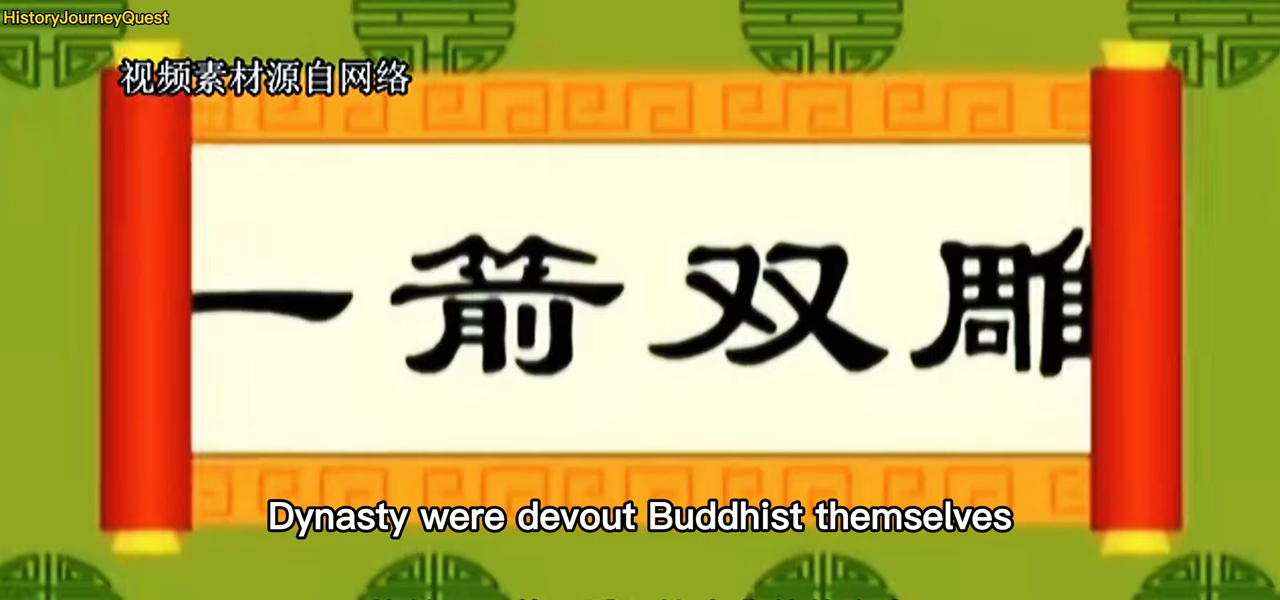 HistoryJourneyQuest
视频素材源自网络
一箭双雕
Dynasty were devout Buddhist themselves